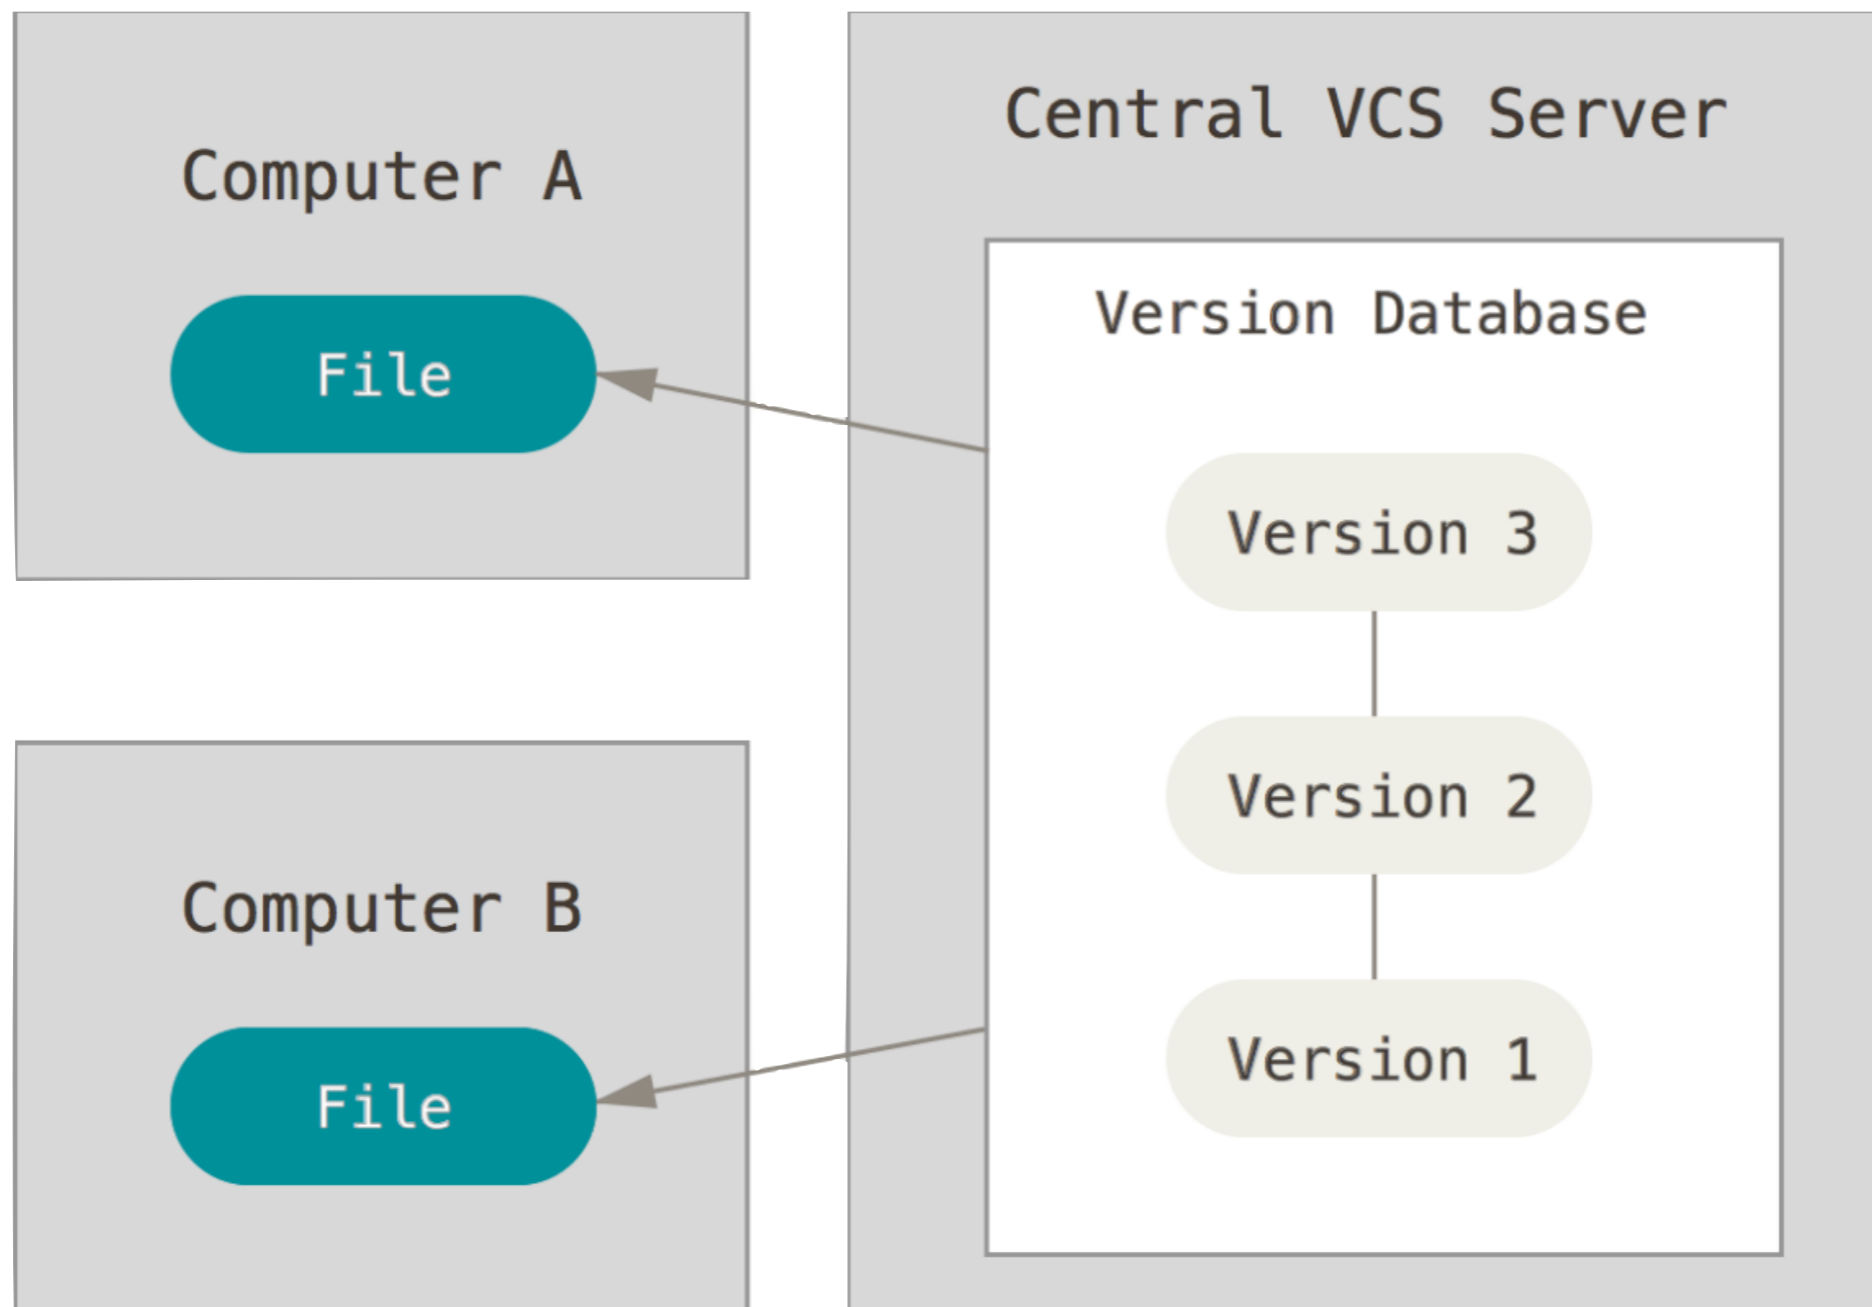 Computer A
File
Computer B
File
Central VCS Server
Version Database
Version 3
Version 2
Version 1